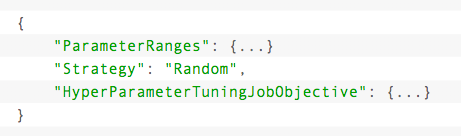 {
"ParameterRanges": {...}
"Strategy": "Random",
"HyperParameterTuningJobObjective": {...}
}